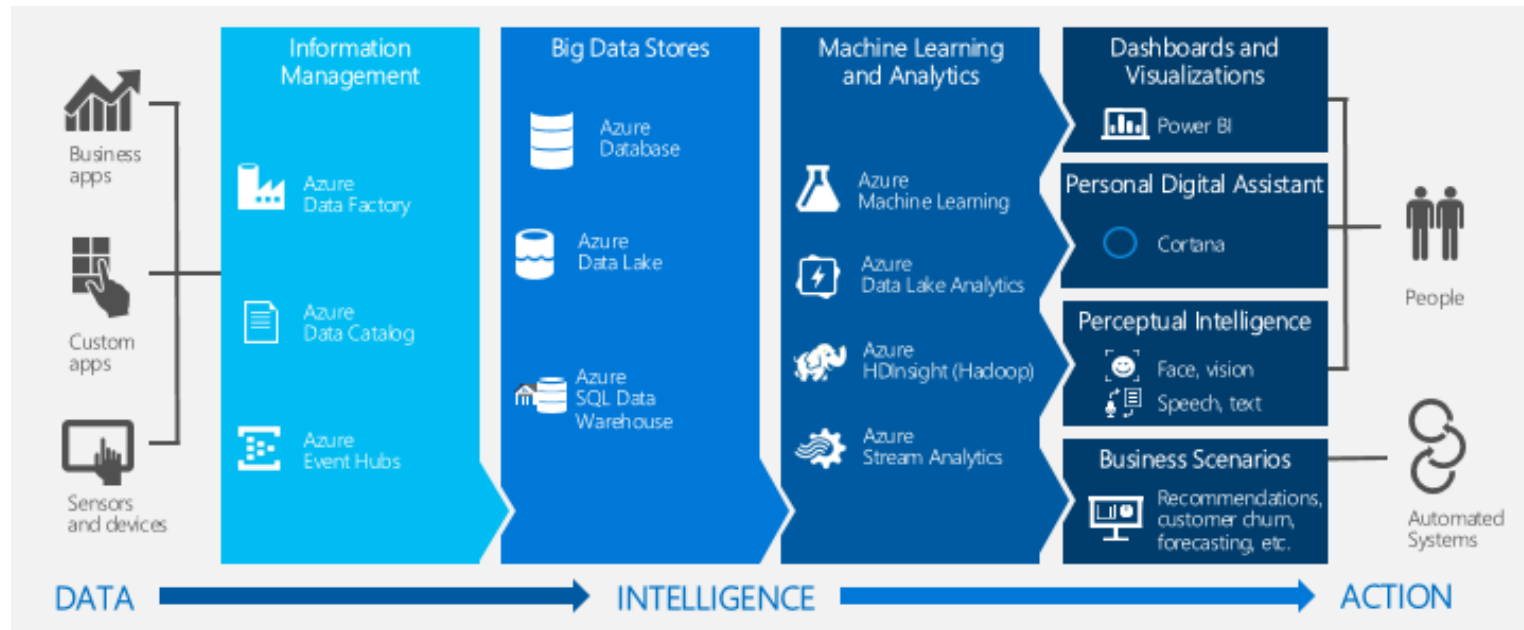 Business
apps
Custom
apps
Sensors
and devices
Information
Management
Azure
Data Factory
Azure
Data Catalog
Azure
Event Hubs
Big Data Stores
Azure
Database
Azure
Data Lake
Azure
SQL Data
Warehouse
Machine Learning
and Analytics
Azure
Machine Learning
Azure
Data Lake Analytics
Azure
HDInsight (Hadoop)
Azure
Stream Analytics
Dashboards and
Visualizations
Power BI
Personal Digital Assistant
Cortana
Perceptual Intelligence
Face, vision
Speech, text
Business Scenarios
Recommendations,
customer churn,
forecasting, etc.
People
Automated
Systems
DATA
INTELLIGENCE
ACTION